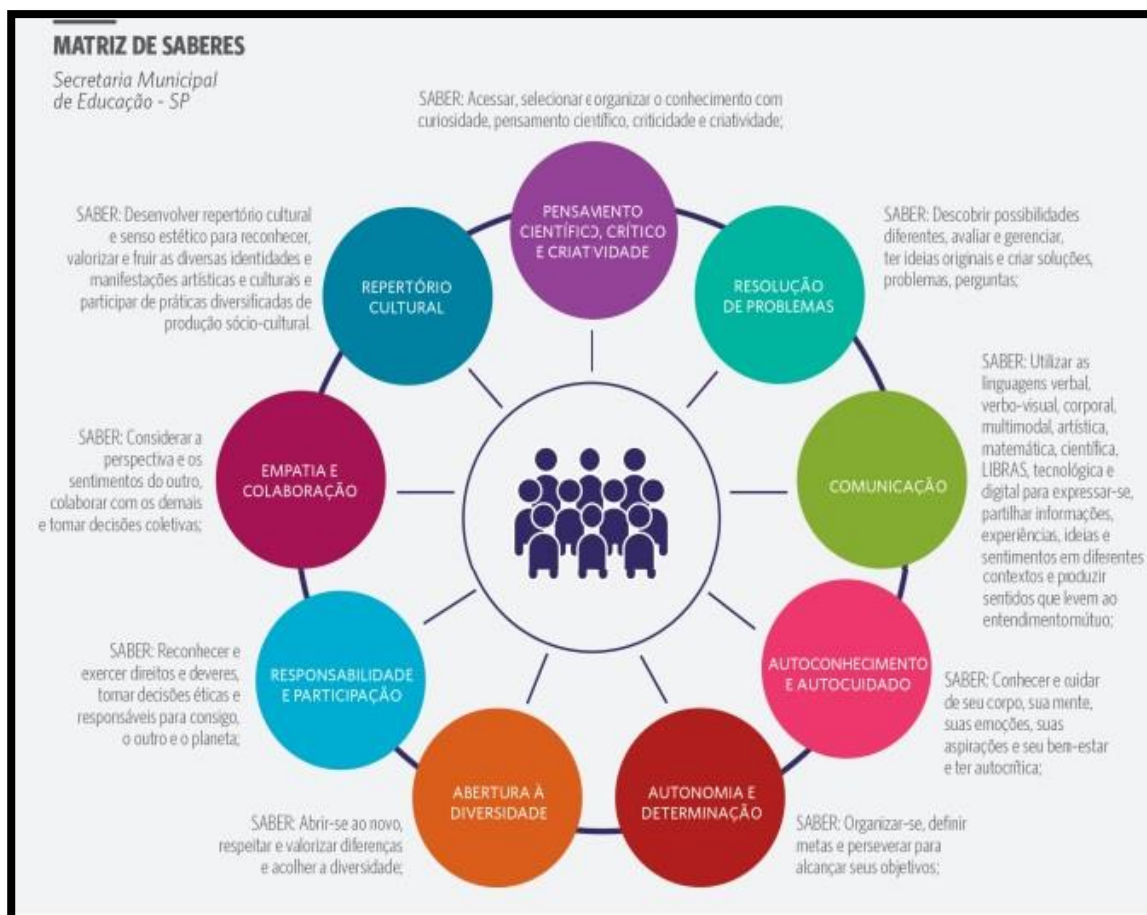 MATRIZ DE SABERES
Secretaria Municipal
de Educação - SP
SABER: Acessar, selecionar e organizar o conhecimento com
curiosidade, pensamento científico, criticidade e criatividade;
PENSAMENTO
CIENTÍFICO, CRÍTICO
E CRIATIVIDADE
SABER: Descobrir possibilidades
diferentes, avaliar e gerenciar,
ter ideias originais e criar soluções,
problemas, perguntas;
RESOLUÇÃO
DE PROBLEMAS
SABER: Utilizar as
linguagens verbal,
verbo-visual, corporal,
multimodal, artística,
matemática, científica,
LIBRAS, tecnológica e
digital para expressar-se,
partilhar informações,
experiências, ideias e
sentimentos em diferentes
contextos e produzir
sentidos que levem ao
entendimento mútuo;
COMUNICAÇÃO
AUTOCONHECIMENTO
E AUTOCUIDADO
SABER: Conhecer e cuidar
de seu corpo, sua mente,
suas emoções, suas
aspirações e seu bem-estar
e ter autocrítica;
AUTONOMIA E
DETERMINAÇÃO
SABER: Organizar-se, definir
metas e perseverar para
alcançar seus objetivos;
ABERTURA À
DIVERSIDADE
SABER: Abrir-se ao novo,
respeitar e valorizar diferenças
e acolher a diversidade;
RESPONSABILIDADE
E PARTICIPAÇÃO
SABER: Reconhecer e
exercer direitos e deveres,
tomar decisões éticas e
responsáveis para consigo,
o outro e o planeta;
EMPATIA E
COLABORAÇÃO
SABER: Considerar a
perspectiva e os
sentimentos do outro,
colaborar com os demais
e tomar decisões coletivas;
REPERTÓRIO
CULTURAL
SABER: Desenvolver repertório cultural
e senso estético para reconhecer,
valorizar e fruir as diversas identidades e
manifestações artísticas e culturais e
participar de práticas diversificadas de
produção sócio-cultural.